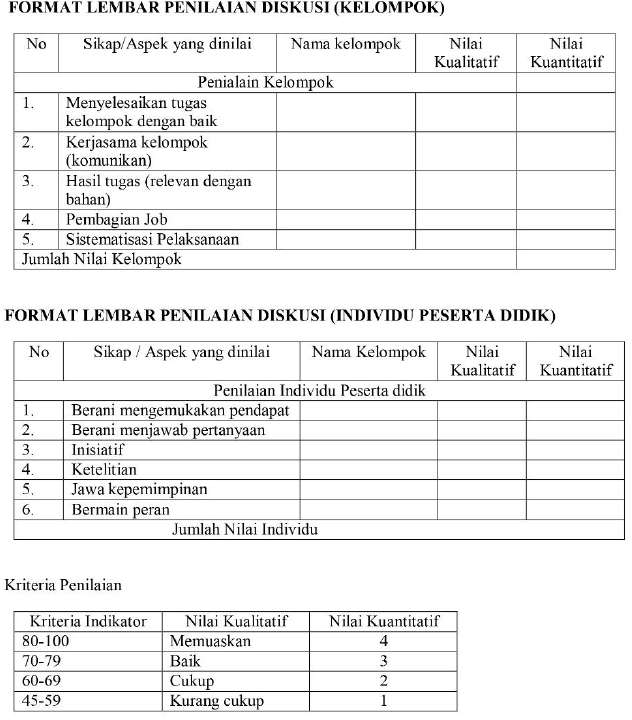 FORMAT LEMBAR PENILAIAN DISKUSI (KELOMPOK)
No Sikap/Aspek yang dinilai Nama kelompok Nilai Kualitatif Nilai Kuantitatif
Penialain Kelompok
1. Menyelesaikan tugas
kelompok dengan baik
2. Kerjasama kelompok
(komunikan)
3. Hasil tugas (relevan dengan
bahan)
4. Pembagian Job
5. Sistematisasi Pelaksanaan
Jumlah Nilai Kelompok
FORMAT LEMBAR PENILAIAN DISKUSI (INDIVIDU PESERTA DIDIK)
No Sikap / Aspek yang dinilai Nama Kelompok Nilai Kualitatif Nilai Kuantitatif
Penilaian Individu Peserta didik
1. Berani mengemukakan pendapat
2. Berani menjawab pertanyaan
3. Inisiatif
4. Ketelitian
5. Jawa kepemimpinan
6. Bermain peran
Jumlah Nilai Individu
Kriteria Penilaian
Kriteria Indikator Nilai Kualitatif Nilai Kuantitatif
80-100 Memuaskan 4
70-79 Baik 3
60-69 Cukup 2
45-59 Kurang cukup 1